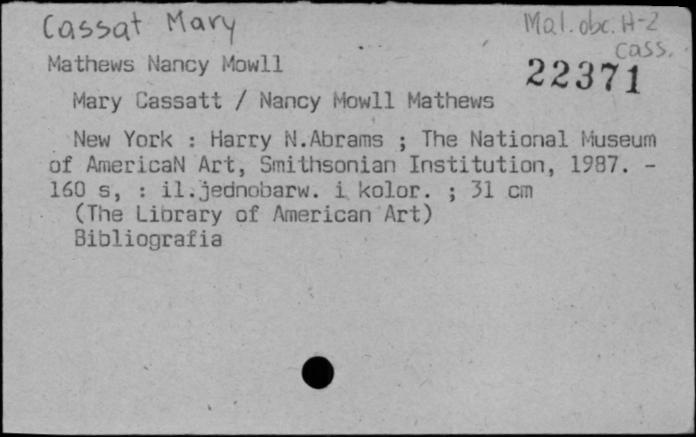 Cassat Mary
Mal. obc. H-2
cass.
Mathews Nancy Mowll
22371
Mary Cassatt / Nancy Mowll Mathews
New York : Harry N.Abrams ; The National Museum
of AmericaN Art, Smithsonian Institution, 1987. -
160 s, : il.jednobarw. i kolor. ; 31 cm
(The Library of American Art)
Bibliografia